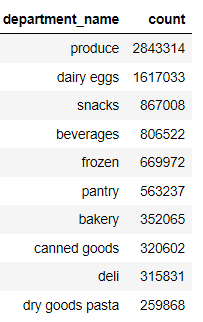 department_name count
produce 2843314
dairy eggs 1617033
snacks 867008
beverages 806522
frozen 669972
pantry 563237
bakery 352065
canned goods 320602
deli 315831
dry goods pasta 259868